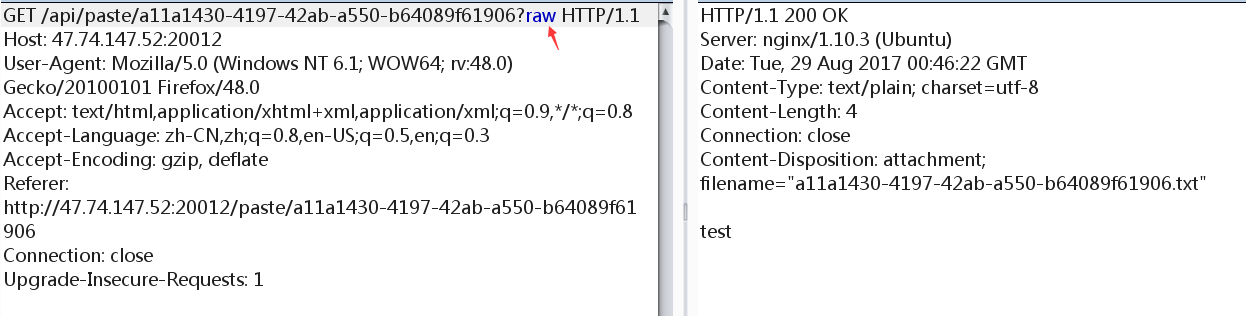 GET /api/paste/a11a1430-4197-42ab-a550-b64089f61906?raw HTTP/1.1
Host: 47.74.147.52:20012
User-Agent: Mozilla/5.0 (Windows NT 6.1; WOW64; rv:48.0)
Gecko/20100101 Firefox/48.0
Accept: text/html,application/xhtml+xml,application/xml;q=0.9,*/*;q=0.8
Accept-Language: zh-CN,zh;q=0.8,en-US;q=0.5,en;q=0.3
Accept-Encoding: gzip, deflate
Referer:
http://47.74.147.52:20012/paste/a11a1430-4197-42ab-a550-b64089f61
906
Connection: close
Upgrade-Insecure-Requests: 1
HTTP/1.1 200 OK
Server: nginx/1.10.3 (Ubuntu)
Date: Tue, 29 Aug 2017 00:46:22 GMT
Content-Type: text/plain; charset=utf-8
Content-Length: 4
Connection: close
Content-Disposition: attachment;
filename="a11a1430-4197-42ab-a550-b64089f61906.txt"
test